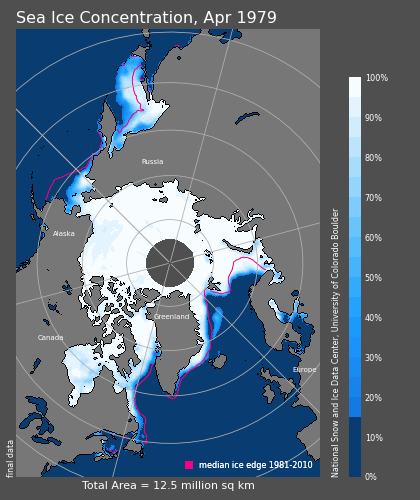 Sea Ice Concentration, Apr 1979
Russia
Alaska
Greenland
Canada
Europe
median ice edge 1981-2010
final data
Total Area = 12.5 million sq km
100%
90%
80%
70%
60%
50%
40%
30%
20%
10%
0%
National Snow and Ice Data Center, University of Colorado Boulder